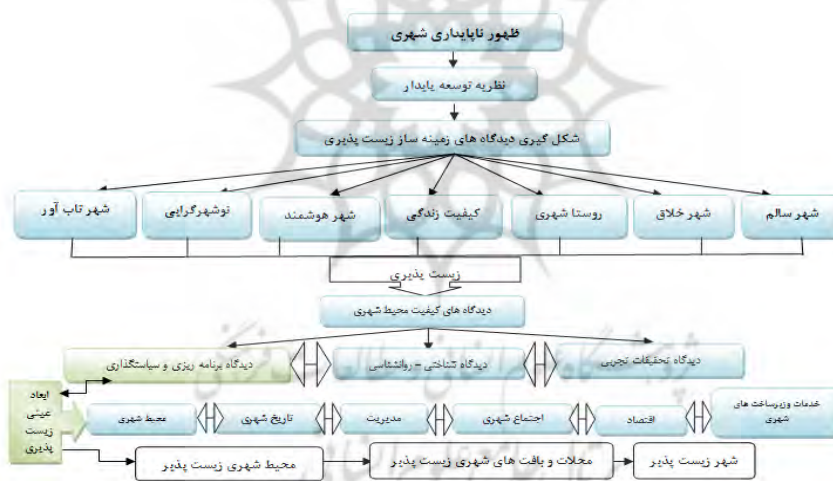 ظهور ناپایداری شهری
نظریه توسعه پایدار
شکل گیری دیدگاه های زمینه ساز زیست پذیری
شهر سالم
شهر خلاق
روستا شهری
کیفیت زندگی
شهر هوشمند
نوشهرگرایی
شهر تاب آور
زیست پذیری
دیدگاه های کیفیت محیط شهری
دیدگاه تحقیقات تجربی
دیدگاه شناختی - روانشناسی
دیدگاه برنامه ریزی و سیاستگذاری
ابعاد
عینی
زیست
پذیری
خدمات وزیرساخت های
شهری
اقتصاد
اجتماع شهری
مدیریت
تاریخ شهری
محیط شهری
شهر زیست پذیر
محلات و بافت های شهری زیست پذیر
محیط شهری زیست پذیر